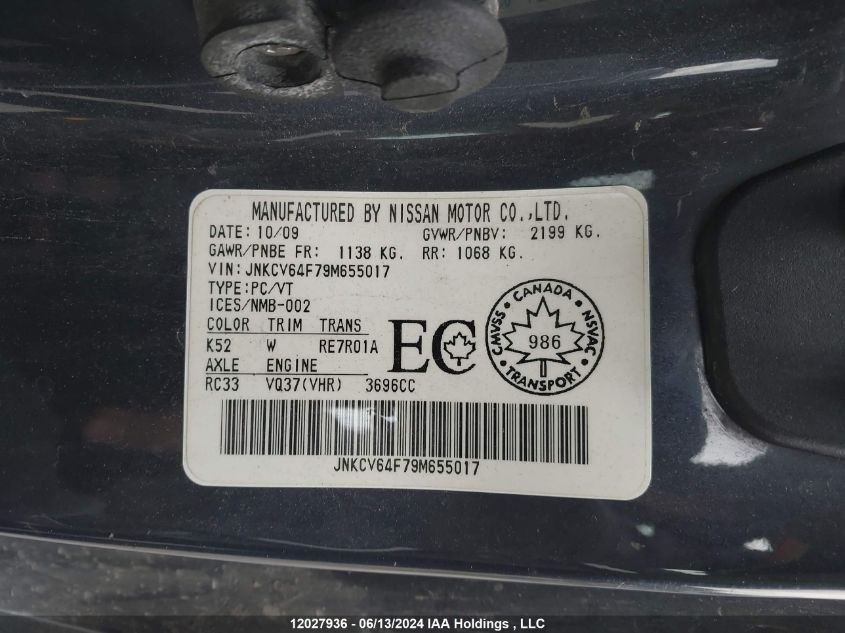 MANUFACTURED BY NISSAN MOTOR CO.,LTD.
DATE: 10/09 GVWR/PNBV: 2199 KG.
GAWR/PNBE FR: 1138 KG. RR: 1068 KG.
VIN: JNKCV64F79M655017
TYPE:PC/VT
ICES/NMB-002
COLOR TRIM TRANS
K52 W RE7R01A
AXLE ENGINE
RC33 VQ37(VHR) 3696CC
EC
CANADA
CMVSS 986 NSVAC
TRANSPORT
JNKCV64F79M655017
12027936 - 06/13/2024 IAA Holdings , LLC